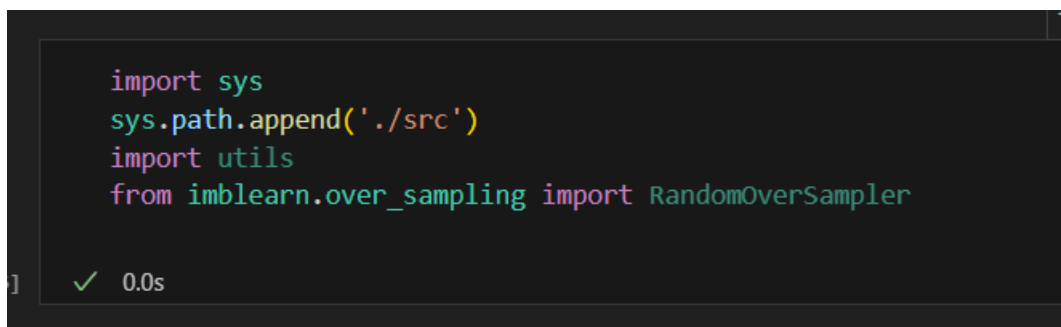 import sys
sys.path.append('./src')
import utils
from imblearn.over_sampling import RandomOverSampler
] ✓ 0.0s